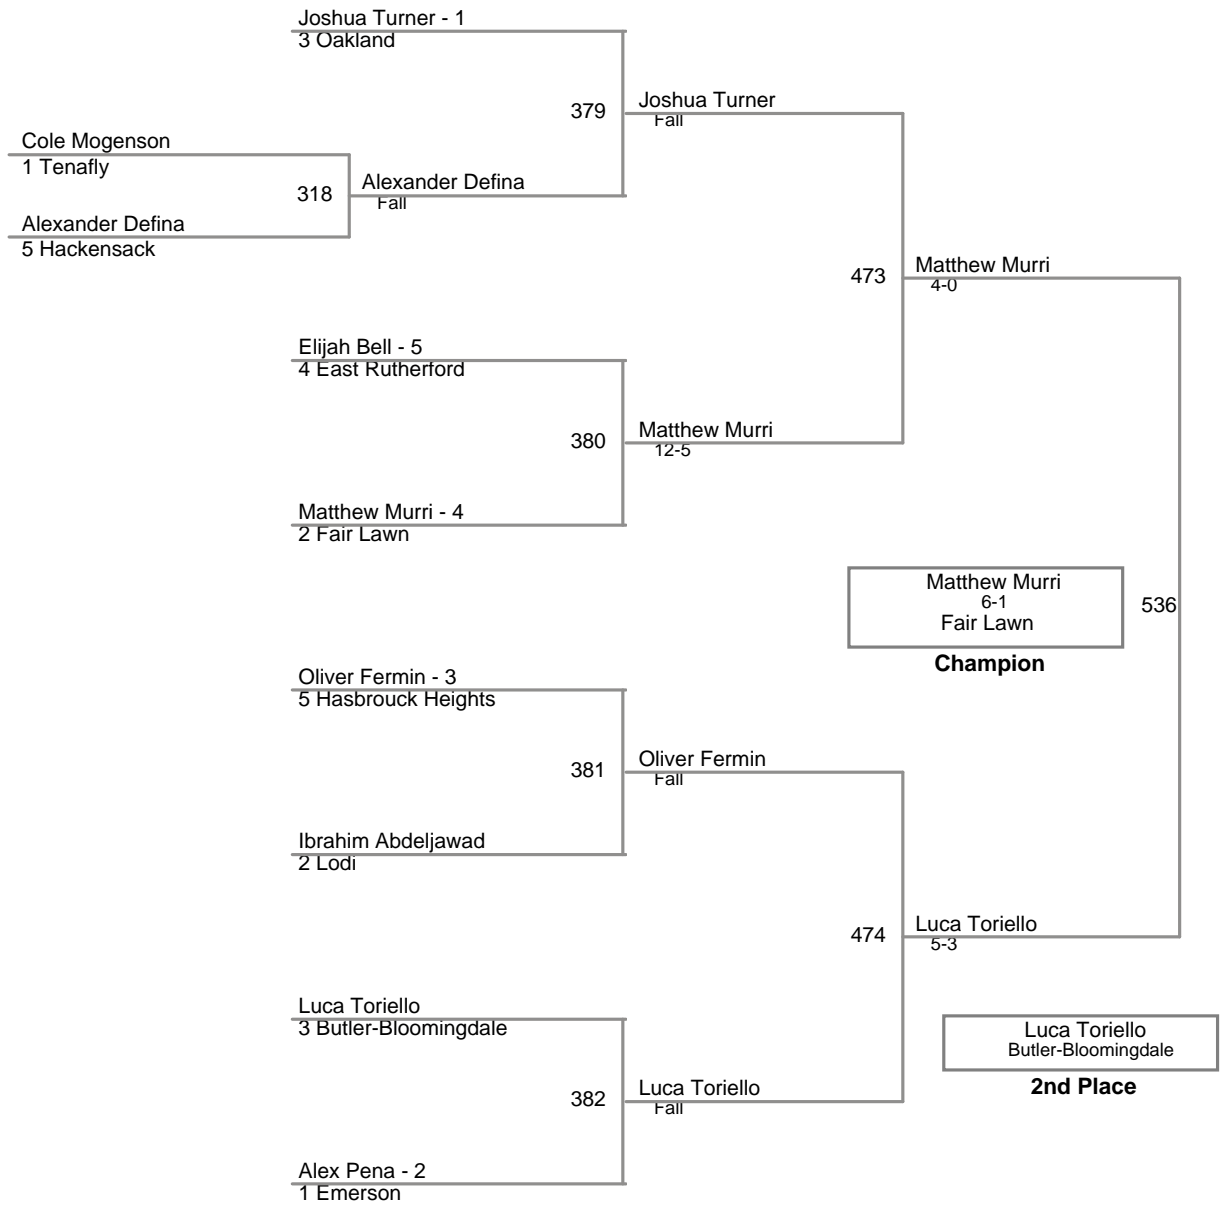 Joshua Turner - 1
3 Oakland
379
Joshua Turner
Fall
Cole Mogenson
1 Tenafly
318
Alexander Defina
Fall
Alexander Defina
5 Hackensack
473
Matthew Murri
4-0
Elijah Bell - 5
4 East Rutherford
380
Matthew Murri
12-5
Matthew Murri - 4
2 Fair Lawn
Matthew Murri
6-1
Fair Lawn
536
Champion
Oliver Fermin - 3
5 Hasbrouck Heights
381
Oliver Fermin
Fall
Ibrahim Abdeljawad
2 Lodi
474
Luca Toriello
5-3
Luca Toriello
3 Butler-Bloomingdale
Luca Toriello
Butler-Bloomingdale
2nd Place
382
Luca Toriello
Fall
Alex Pena - 2
1 Emerson